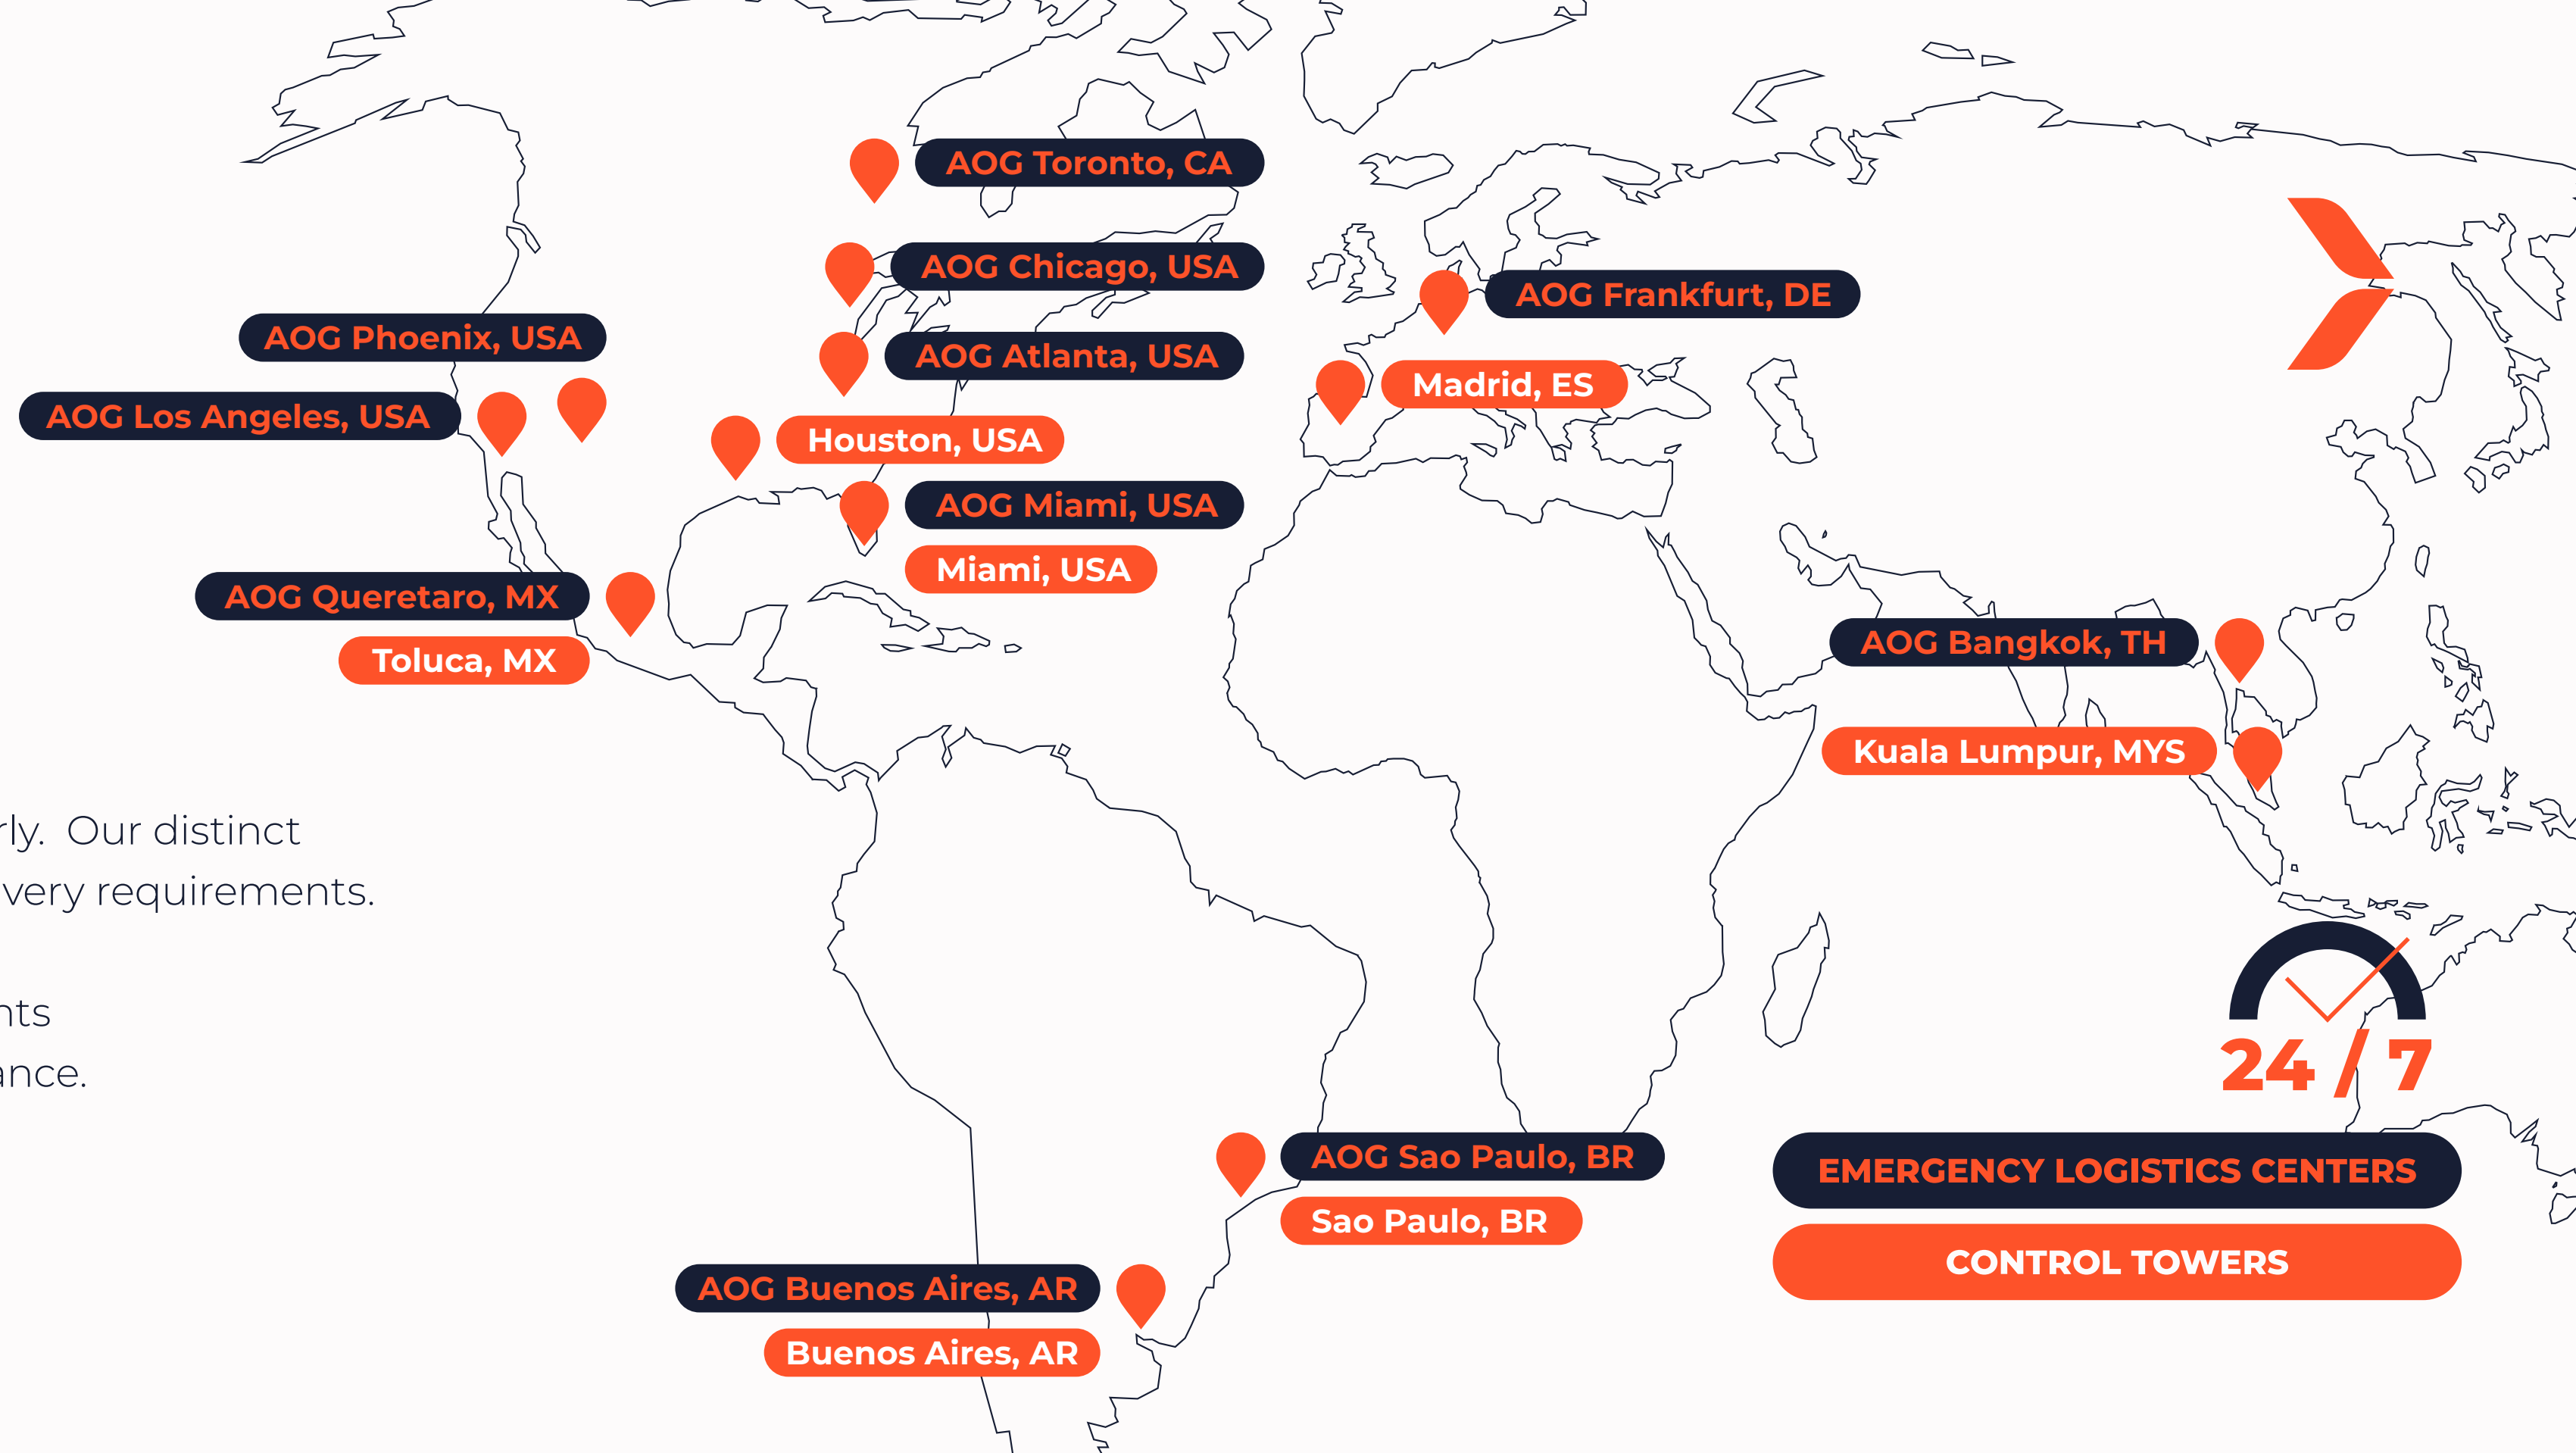 AOG Toronto, CA
AOG Chicago, USA
AOG Frankfurt, DE
AOG Phoenix, USA
AOG Atlanta, USA
Madrid, ES
AOG Los Angeles, USA
Houston, USA
AOG Miami, USA
Miami, USA
AOG Queretaro, MX
Toluca, MX
AOG Bangkok, TH
Kuala Lumpur, MYS
rly. Our distinct
very requirements.
nts
ance.
24 / 7
AOG Sao Paulo, BR
Sao Paulo, BR
EMERGENCY LOGISTICS CENTERS
CONTROL TOWERS
AOG Buenos Aires, AR
Buenos Aires, AR